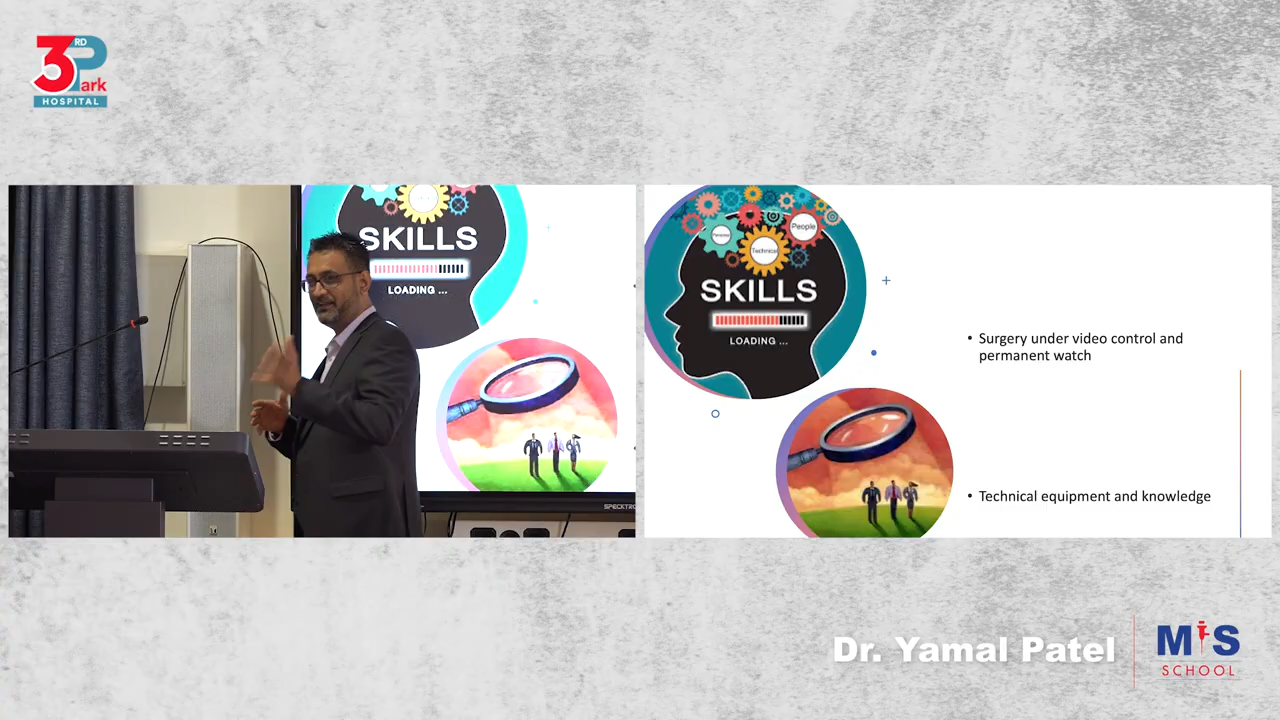 3RD Park
HOSPITAL
SKILLS
LOADING ...
SPECKTRO
People
Technical
SKILLS
LOADING ...
• Surgery under video control and
permanent watch
• Technical equipment and knowledge
Dr. Yamal Patel
MIS
SCHOOL